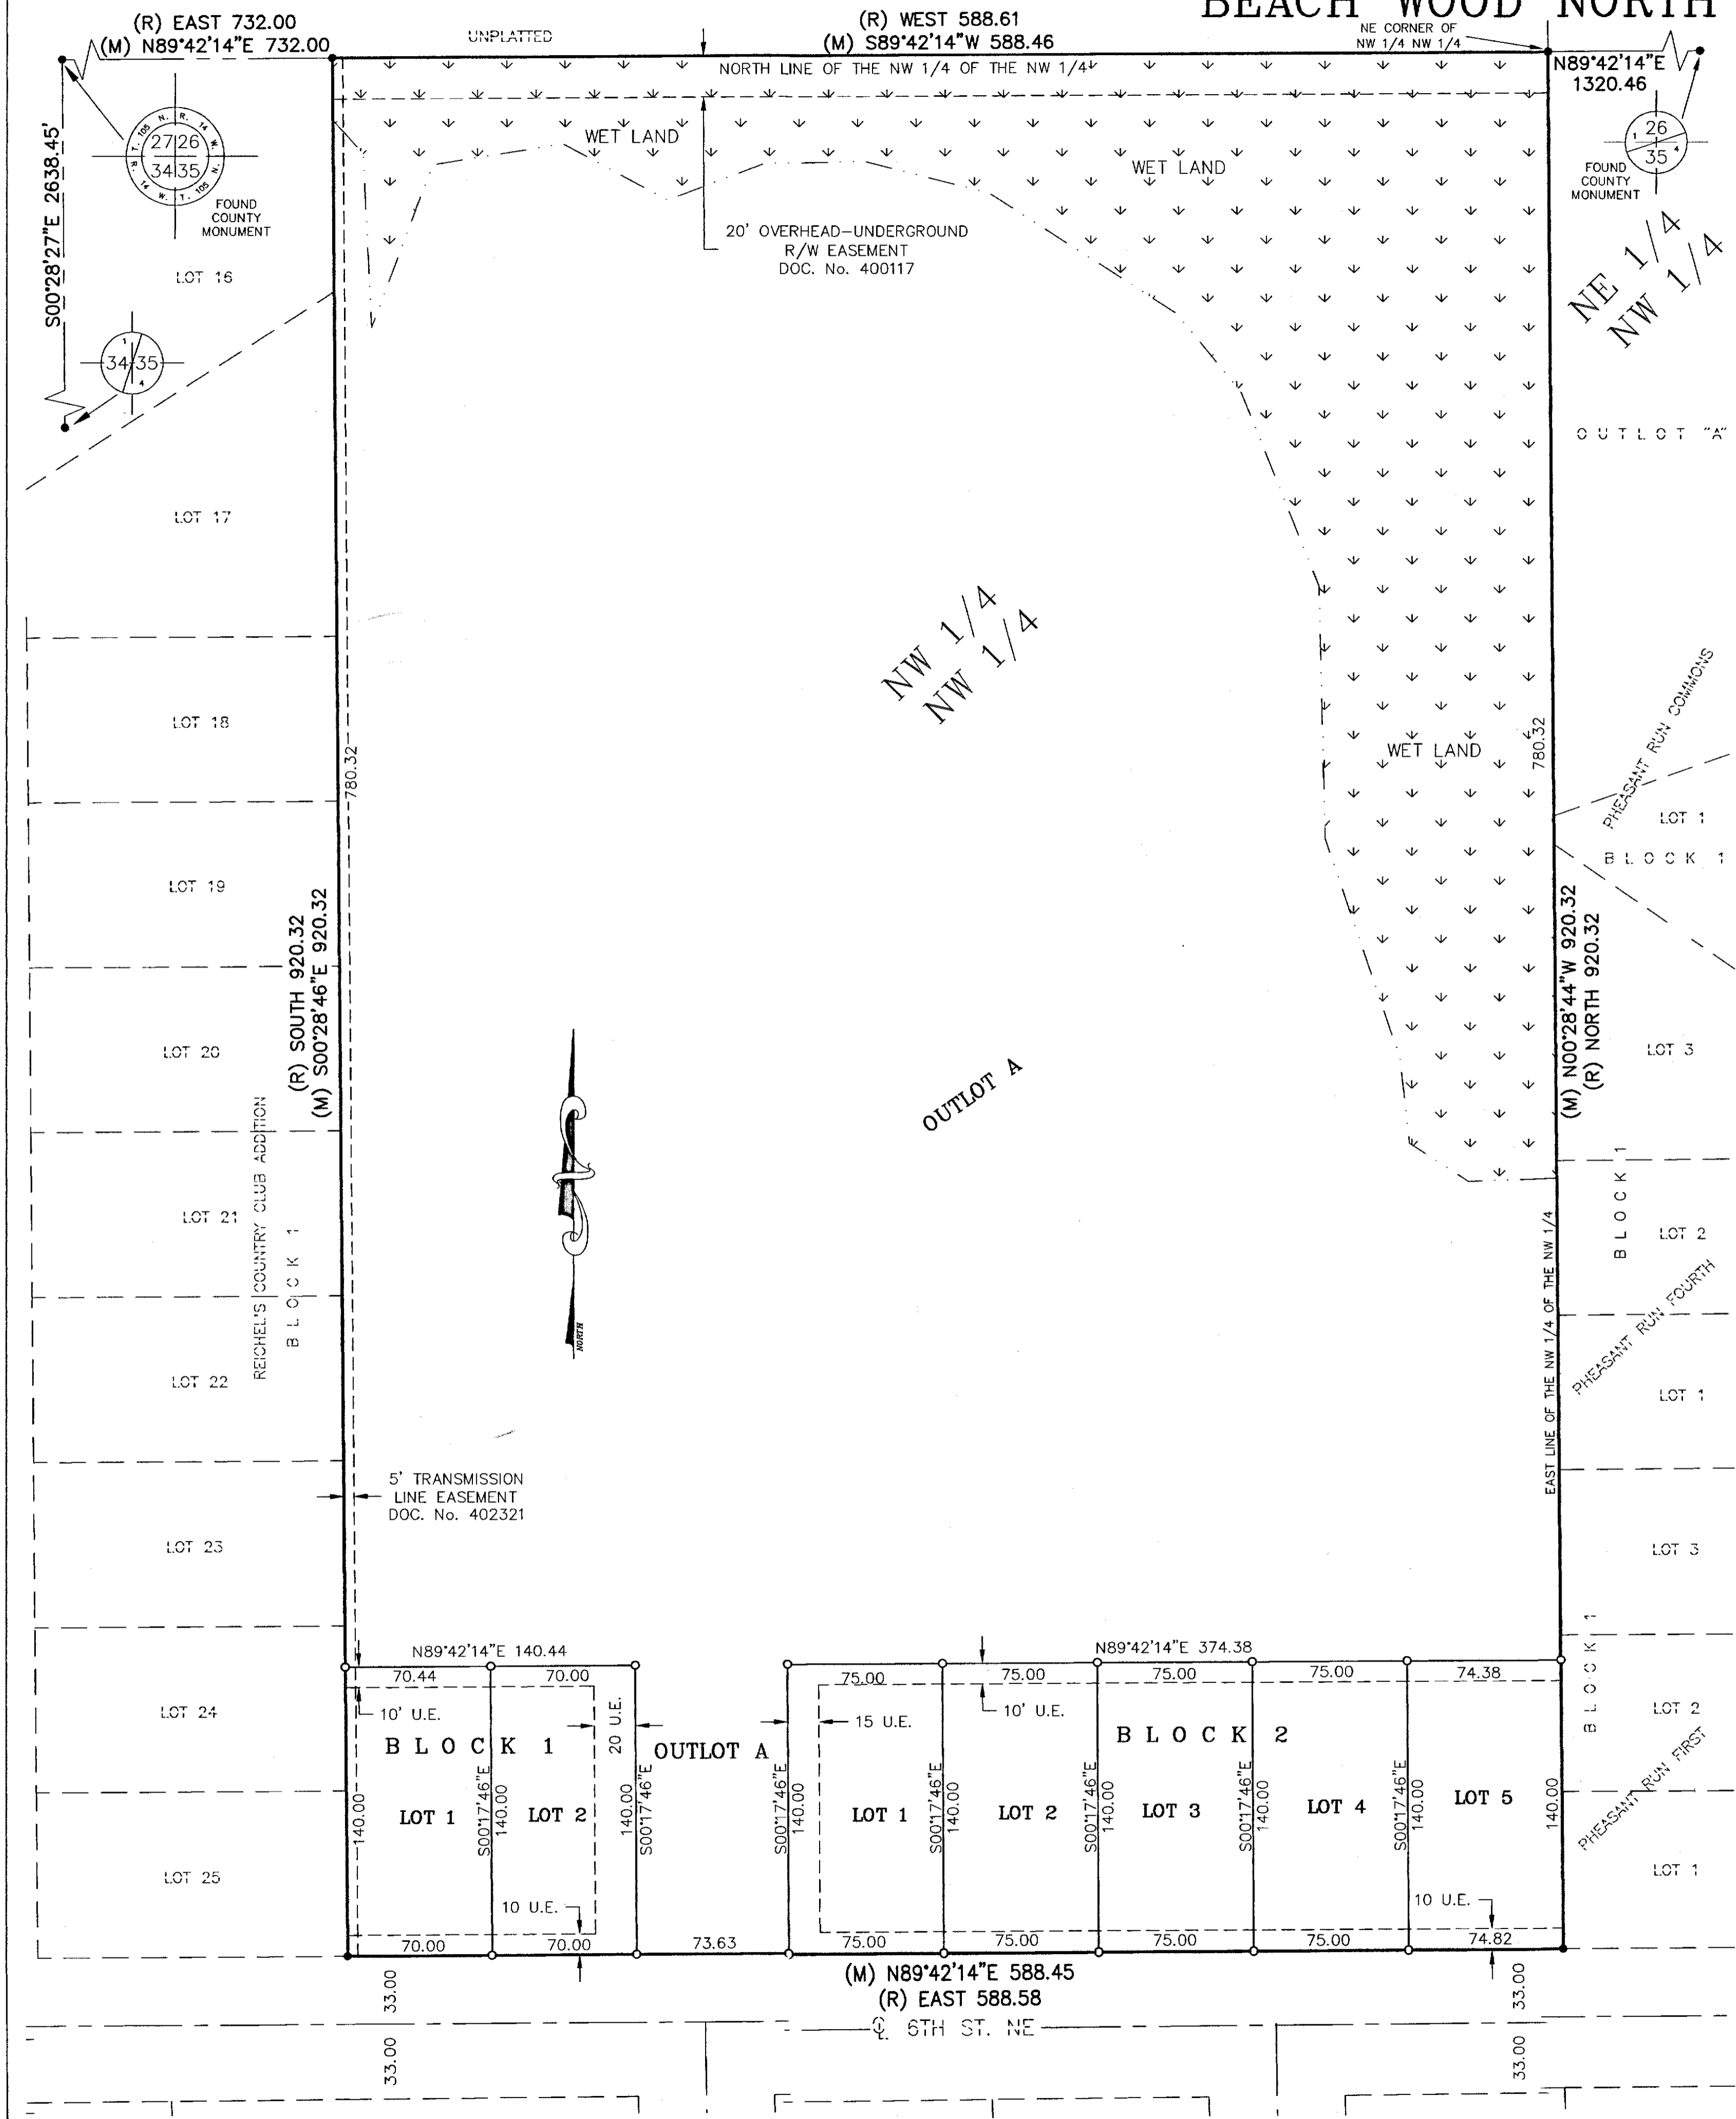 BEACH WOOD NORTH
(R) EAST 732.00
(M) N89°42'14"E 732.00
UNPLATTED
(R) WEST 588.61
(M) S89°42'14"W 588.46
NE CORNER OF
NW 1/4 NW 1/4
NORTH LINE OF THE NW 1/4 OF THE NW 1/4
N89°42'14"E
1320.46
S00°28'27"E 2638.45'
T. 105 N. R. 14 W.
27 26
34 35
R. 14 W. T. 105 N.
FOUND
COUNTY
MONUMENT
1 26
35 4
FOUND
COUNTY
MONUMENT
WET LAND
WET LAND
20' OVERHEAD-UNDERGROUND
R/W EASEMENT
DOC. No. 400117
NE 1/4
NW 1/4
LOT 16
1
34 35
4
OUTLOT "A"
LOT 17
NW 1/4
NW 1/4
LOT 18
780.32
WET LAND
780.32
PHEASANT RUN COMMONS
LOT 1
BLOCK 1
LOT 19
(R) SOUTH 920.32
(M) S00°28'46"E 920.32
(M) N00°28'44"W 920.32
(R) NORTH 920.32
LOT 20
LOT 3
OUTLOT A
REICHEL'S COUNTRY CLUB ADDITION
BLOCK 1
LOT 21
BLOCK 1
LOT 2
NORTH
EAST LINE OF THE NW 1/4 OF THE NW 1/4
PHEASANT RUN FOURTH
LOT 22
LOT 1
5' TRANSMISSION
LINE EASEMENT
DOC. No. 402321
LOT 23
LOT 3
N89°42'14"E 140.44
N89°42'14"E 374.38
70.44
70.00
75.00
75.00
75.00
75.00
74.38
BLOCK 1
LOT 24
10' U.E.
20 U.E.
15 U.E.
10' U.E.
LOT 2
BLOCK 1
OUTLOT A
BLOCK 2
PHEASANT RUN FIRST
140.00
LOT 1
S00°17'46"E
140.00
LOT 2
140.00
S00°17'46"E
S00°17'46"E
140.00
LOT 1
S00°17'46"E
140.00
LOT 2
S00°17'46"E
140.00
LOT 3
S00°17'46"E
140.00
LOT 4
S00°17'46"E
140.00
LOT 5
140.00
LOT 25
LOT 1
10 U.E.
10 U.E.
70.00
70.00
73.63
75.00
75.00
75.00
75.00
74.82
(M) N89°42'14"E 588.45
(R) EAST 588.58
33.00
33.00
℄ 6TH ST. NE
33.00
33.00